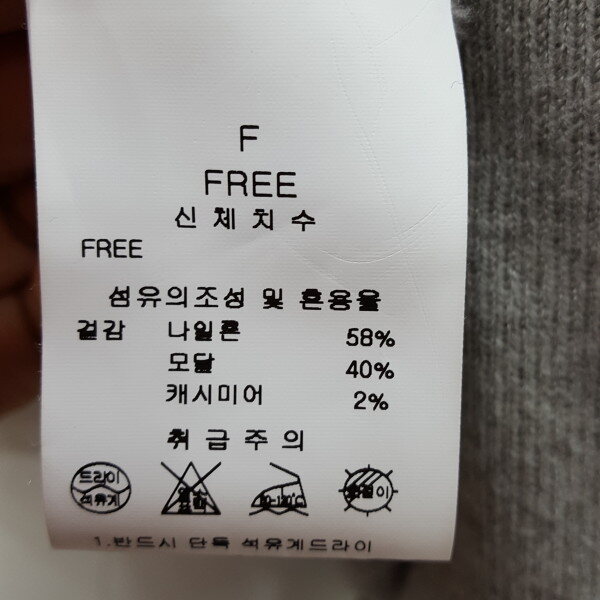 F
FREE
신체치수
FREE
섬유의조성 및 혼용율
겉감 나일론 58%
모달 40%
캐시미어 2%
취급주의
드라이
석유계
1.반드시 단독 석유계드라이